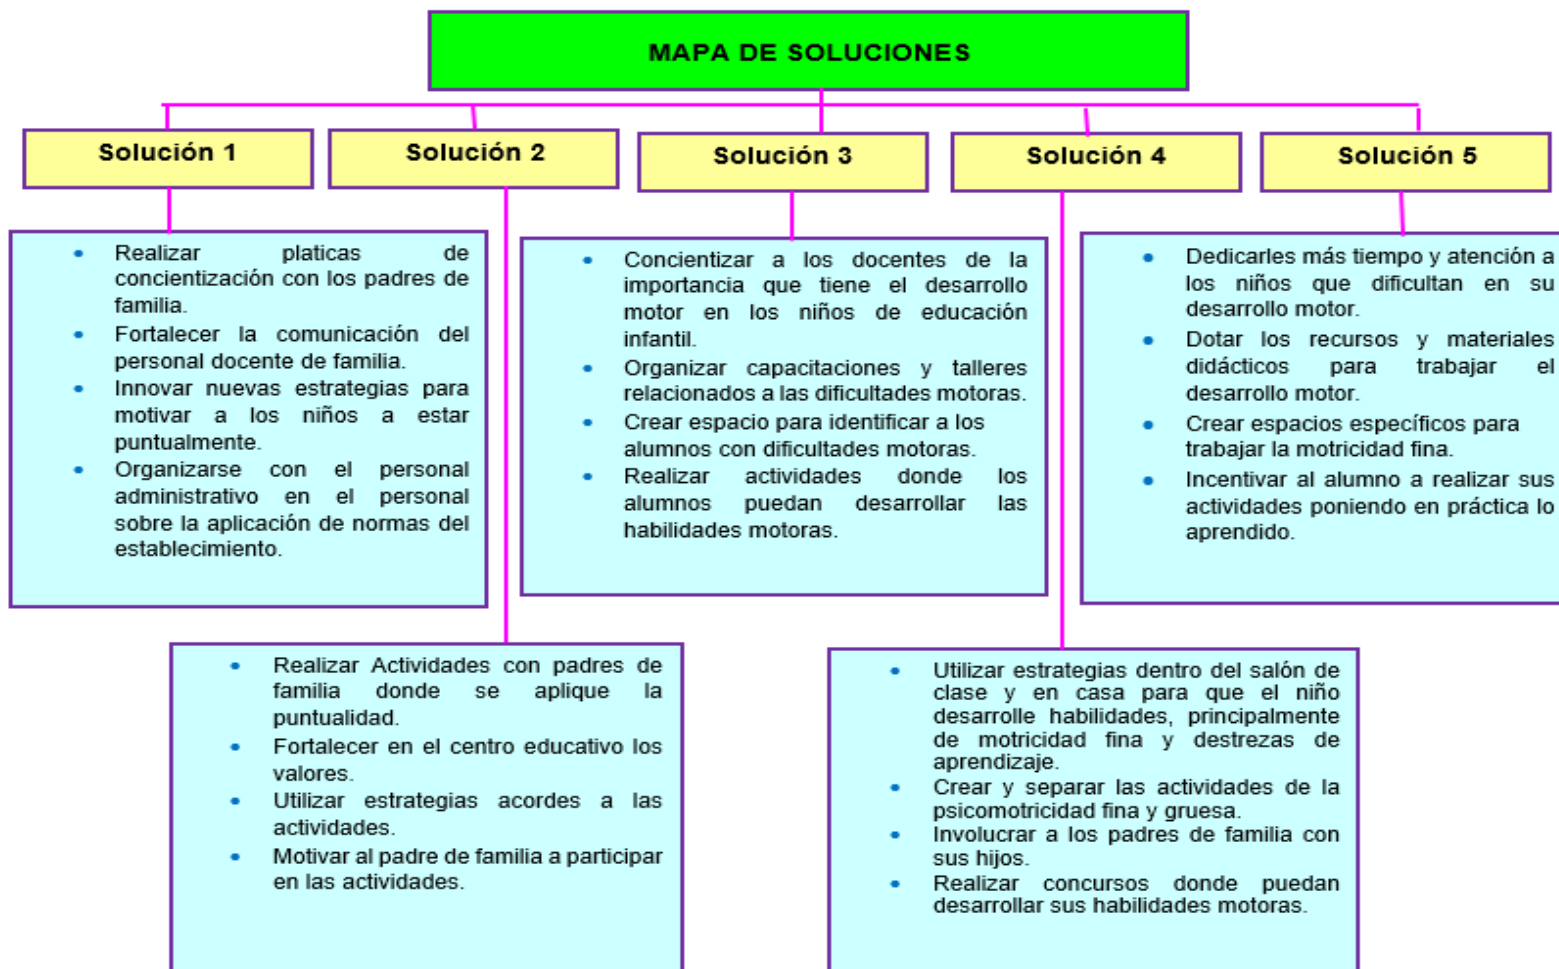 MAPA DE SOLUCIONES
Solución 1
Solución 2
Solución 3
Solución 4
Solución 5
• Realizar platicas de
concientización con los padres de
familia.
• Fortalecer la comunicación del
personal docente de familia.
• Innovar nuevas estrategias para
motivar a los niños a estar
puntualmente.
• Organizarse con el personal
administrativo en el personal
sobre la aplicación de normas del
establecimiento.
• Concientizar a los docentes de la
importancia que tiene el desarrollo
motor en los niños de educación
infantil.
• Organizar capacitaciones y talleres
relacionados a las dificultades motoras.
• Crear espacio para identificar a los
alumnos con dificultades motoras.
• Realizar actividades donde los
alumnos puedan desarrollar las
habilidades motoras.
• Dedicarles más tiempo y atención a
los niños que dificultan en su
desarrollo motor.
• Dotar los recursos y materiales
didácticos para trabajar el
desarrollo motor.
• Crear espacios específicos para
trabajar la motricidad fina.
• Incentivar al alumno a realizar sus
actividades poniendo en práctica lo
aprendido.
• Realizar Actividades con padres de
familia donde se aplique la
puntualidad.
• Fortalecer en el centro educativo los
valores.
• Utilizar estrategias acordes a las
actividades.
• Motivar al padre de familia a participar
en las actividades.
• Utilizar estrategias dentro del salón de
clase y en casa para que el niño
desarrolle habilidades, principalmente
de motricidad fina y destrezas de
aprendizaje.
• Crear y separar las actividades de la
psicomotricidad fina y gruesa.
• Involucrar a los padres de familia con
sus hijos.
• Realizar concursos donde puedan
desarrollar sus habilidades motoras.